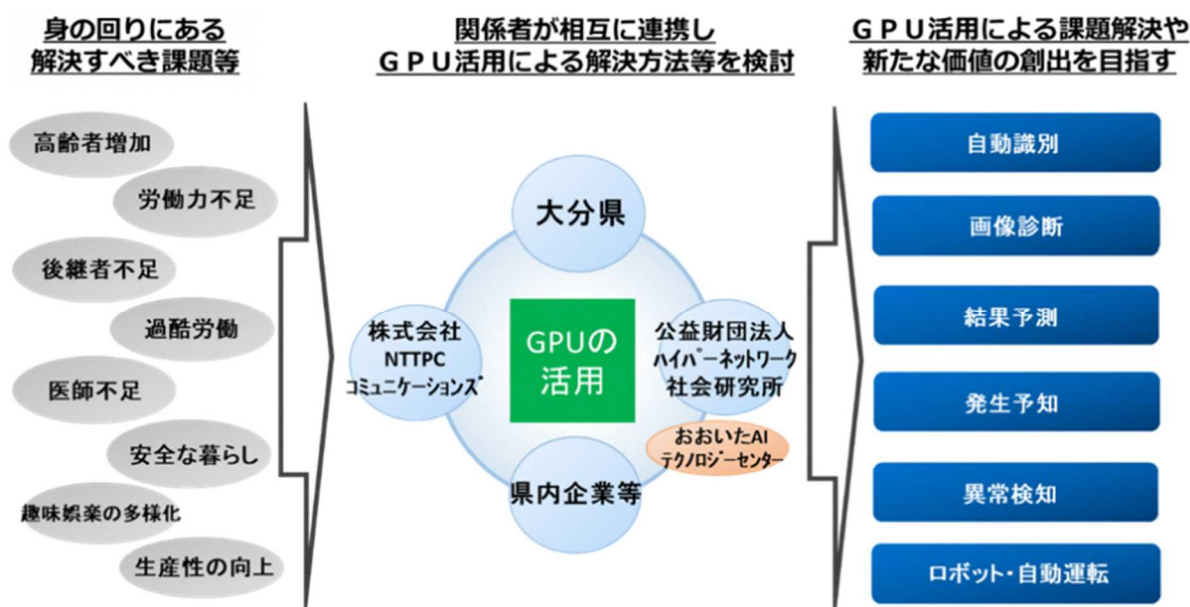 身の回りにある
解決すべき課題等
高齢者増加
労働力不足
後継者不足
過酷労働
医師不足
安全な暮らし
趣味娯楽の多様化
生産性の向上
関係者が相互に連携し
GPU活用による解決方法等を検討
大分県
株式会社
NTTPC
コミュニケーションズ
GPUの
活用
公益財団法人
ハイパーネットワーク
社会研究所
おおいたAI
テクノロジーセンター
県内企業等
GPU活用による課題解決や
新たな価値の創出を目指す
自動識別
画像診断
結果予測
発生予知
異常検知
ロボット・自動運転